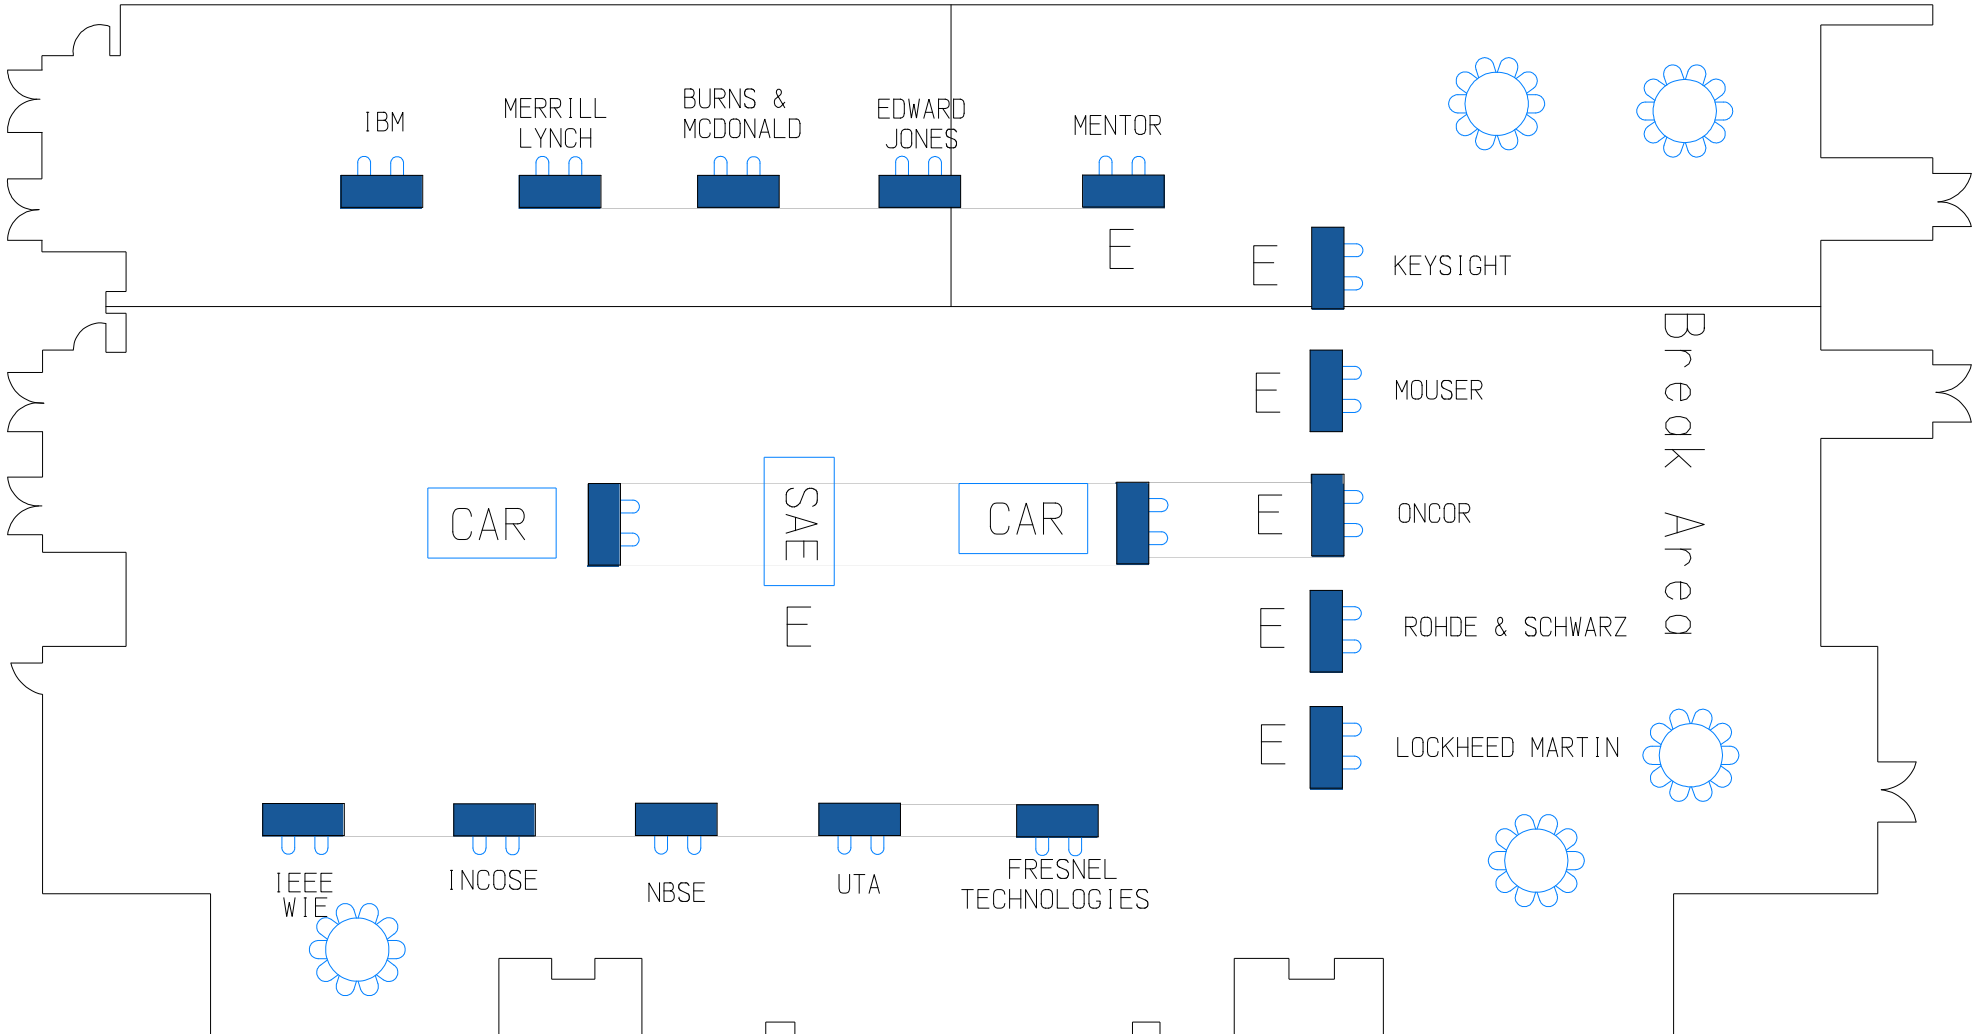 IBM
MERRILL
LYNCH
BURNS &
MCDONALD
EDWARD
JONES
MENTOR
E
E
KEYSIGHT
E
MOUSER
Break Area
CAR
SAE
CAR
E
ONCOR
E
E
ROHDE & SCHWARZ
E
LOCKHEED MARTIN
IEEE
WIE
INCOSE
NBSE
UTA
FRESNEL
TECHNOLOGIES